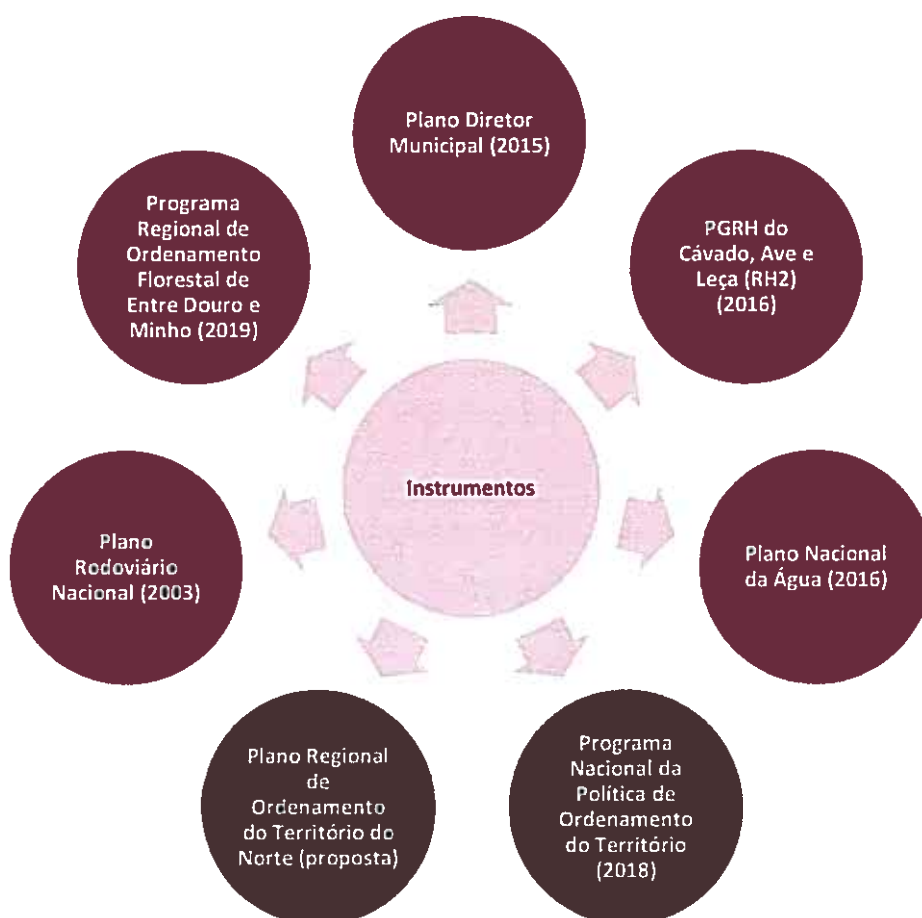 Plano Diretor
Municipal (2015)
Programa
Regional de
Ordenamento
Florestal de
Entre Douro e
Minho (2019)
PGRH do
Cávado, Ave e
Leça (RH2)
(2016)
Instrumentos
Plano
Rodoviário
Nacional (2003)
Plano Nacional
da Água (2016)
Plano Regional
de
Ordenamento
do Território do
Norte (proposta)
Programa
Nacional da
Política de
Ordenamento
do Território
(2018)